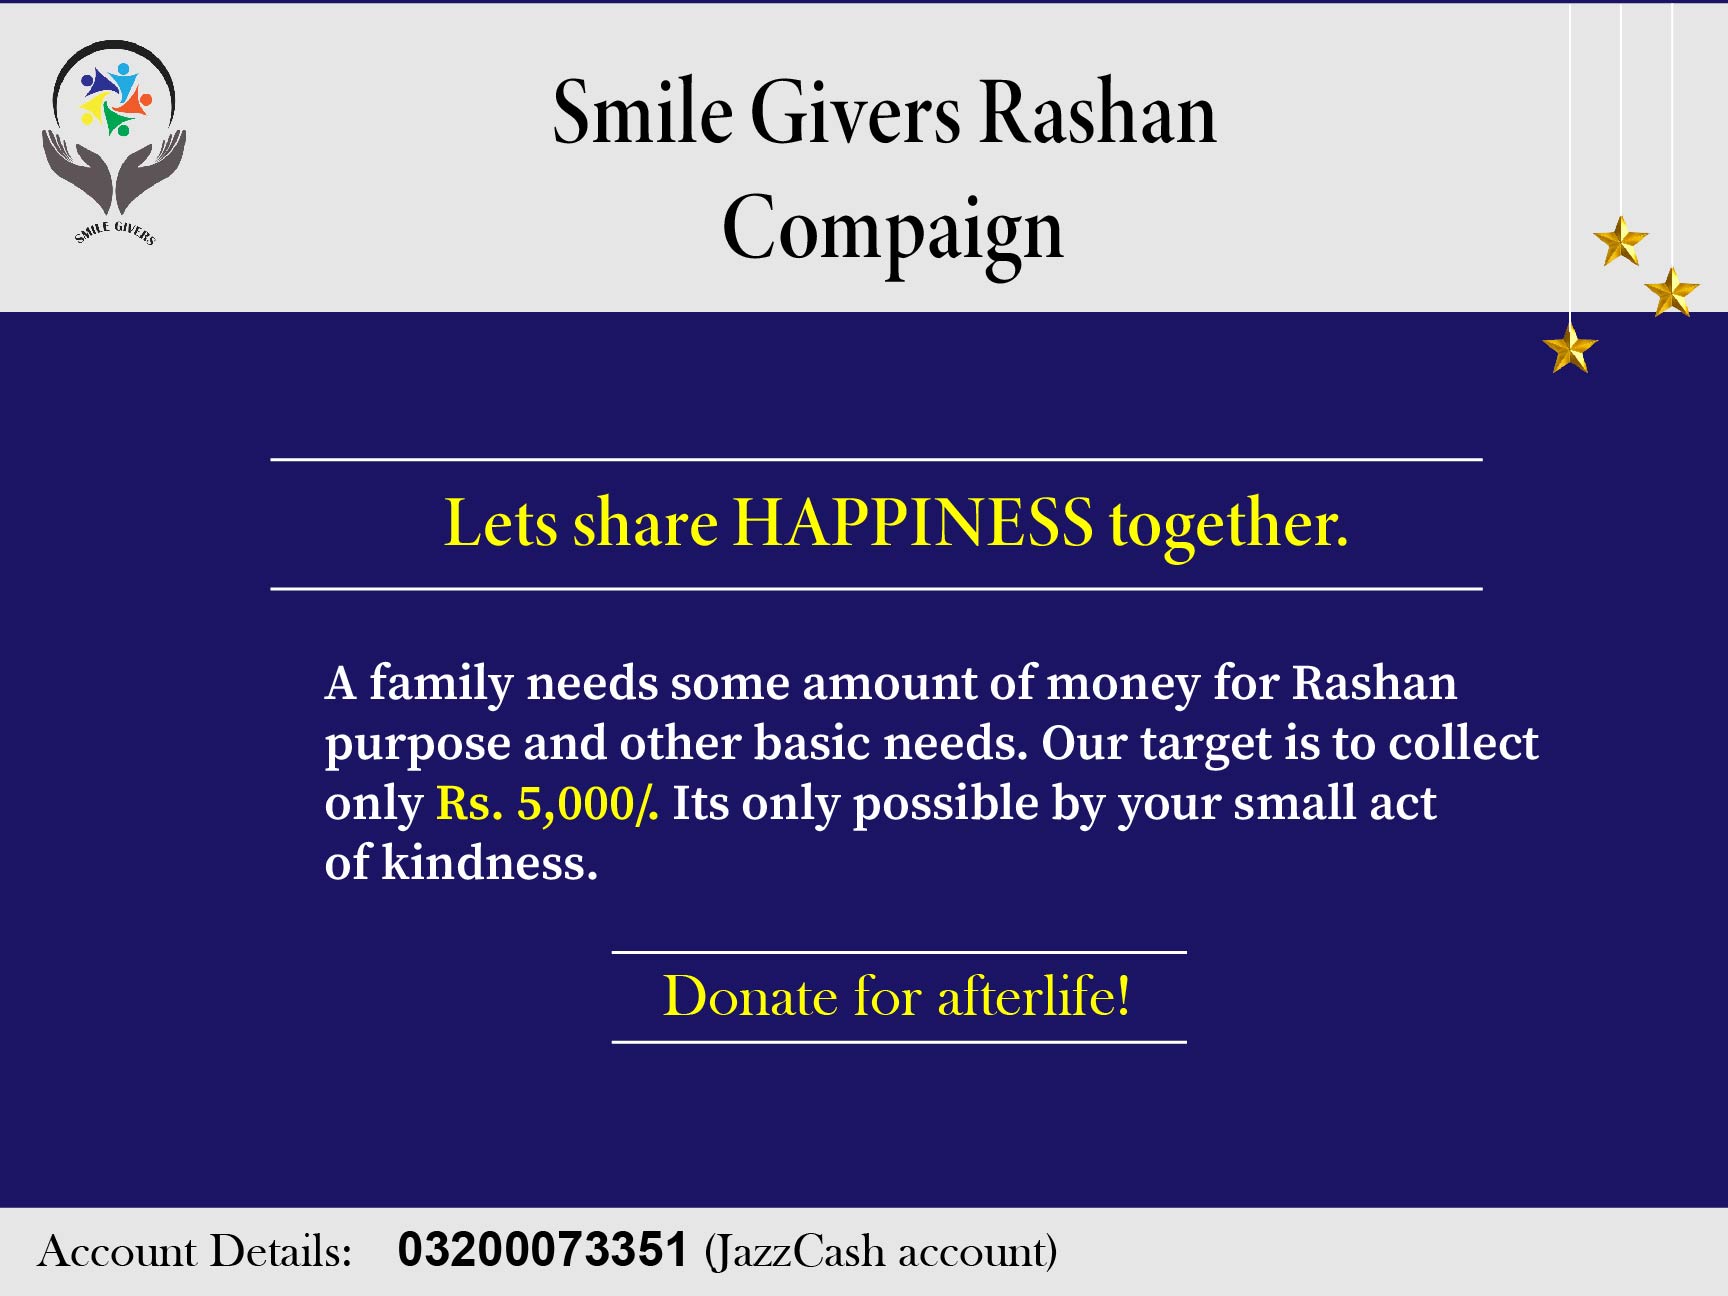 SMILE GIVERS
Smile Givers Rashan
Compaign
Lets share HAPPINESS together.
A family needs some amount of money for Rashan
purpose and other basic needs. Our target is to collect
only Rs. 5,000/. Its only possible by your small act
of kindness.
Donate for afterlife!
Account Details: 03200073351 (JazzCash account)